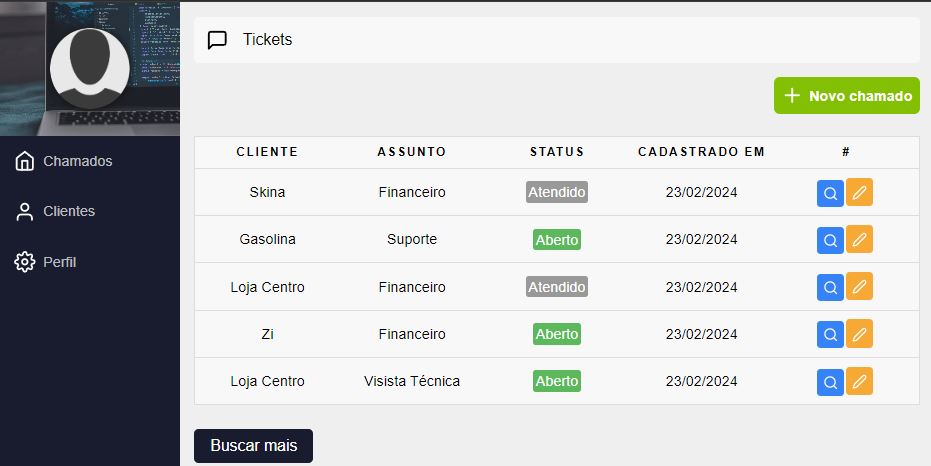 Tickets
Novo chamado
Chamados
Clientes
Perfil
CLIENTE ASSUNTO STATUS CADASTRADO EM #
Skina Financeiro Atendido 23/02/2024
Gasolina Suporte Aberto 23/02/2024
Loja Centro Financeiro Atendido 23/02/2024
Zi Financeiro Aberto 23/02/2024
Loja Centro Visista Técnica Aberto 23/02/2024
Buscar mais